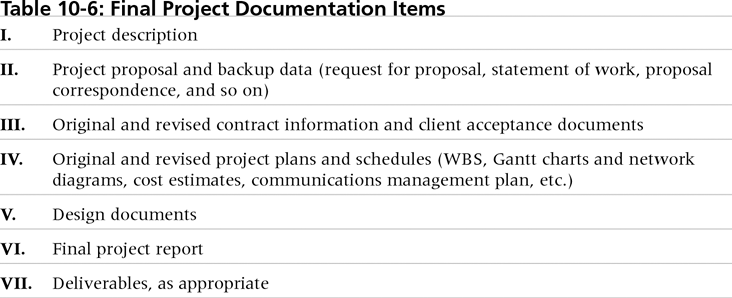 Table 10-6: Final Project Documentation Items
I. Project description
II. Project proposal and backup data (request for proposal, statement of work, proposal
correspondence, and so on)
III. Original and revised contract information and client acceptance documents
IV. Original and revised project plans and schedules (WBS, Gantt charts and network
diagrams, cost estimates, communications management plan, etc.)
V. Design documents
VI. Final project report
VII. Deliverables, as appropriate